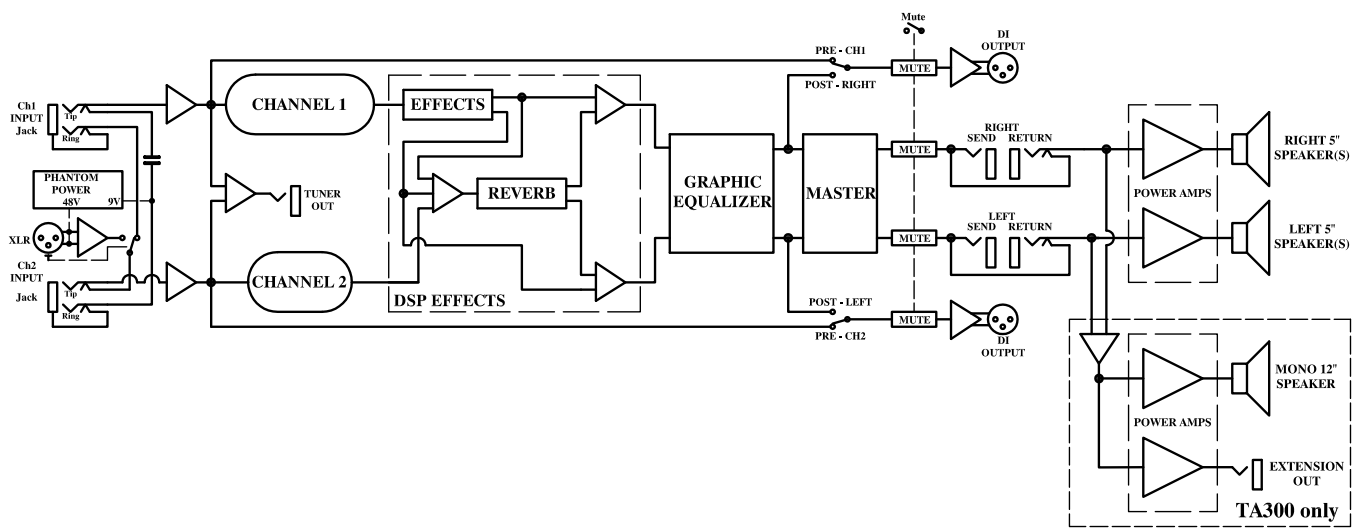 Mute
DI
OUTPUT
PRE - CH1
MUTE
POST - RIGHT
Ch1
INPUT
Jack
Tip
Ring
CHANNEL 1
EFFECTS
RIGHT
SEND
RETURN
MUTE
RIGHT 5"
SPEAKER(S)
PHANTOM
POWER
48V
9V
TUNER
OUT
REVERB
GRAPHIC
EQUALIZER
MASTER
POWER AMPS
XLR
LEFT
SEND
RETURN
MUTE
LEFT 5"
SPEAKER(S)
Ch2
INPUT
Jack
Tip
Ring
CHANNEL 2
DSP EFFECTS
POST - LEFT
MUTE
PRE - CH2
DI
OUTPUT
MONO 12"
SPEAKER
POWER AMPS
EXTENSION
OUT
TA300 only